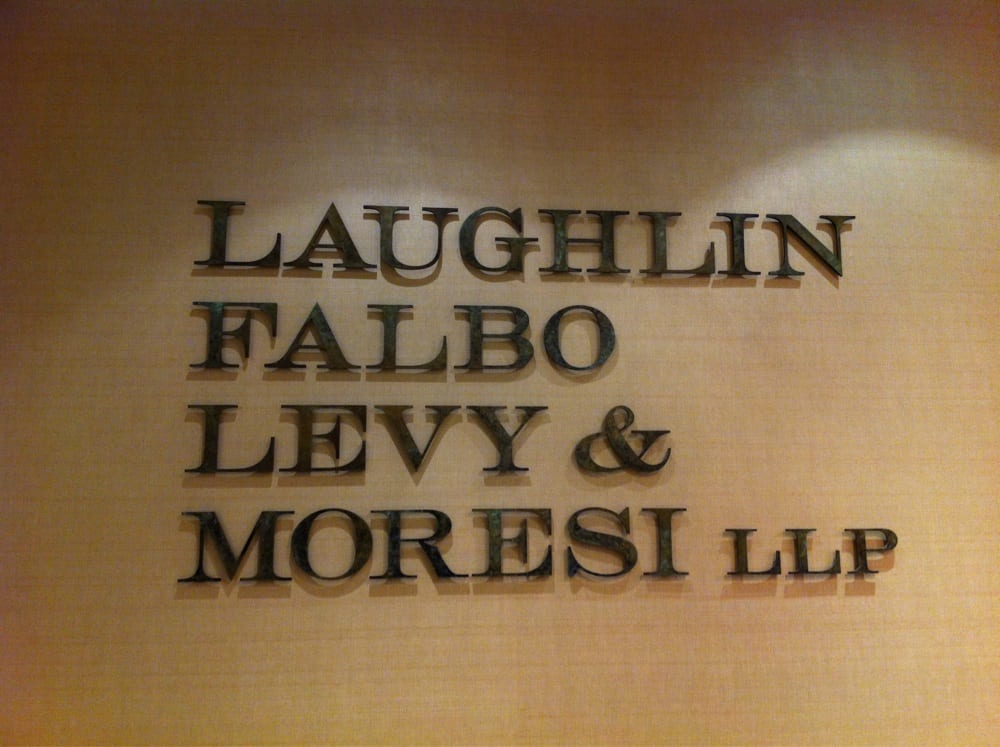 LAUGHLIN
FALBO
LEVY &
MORESI LLP